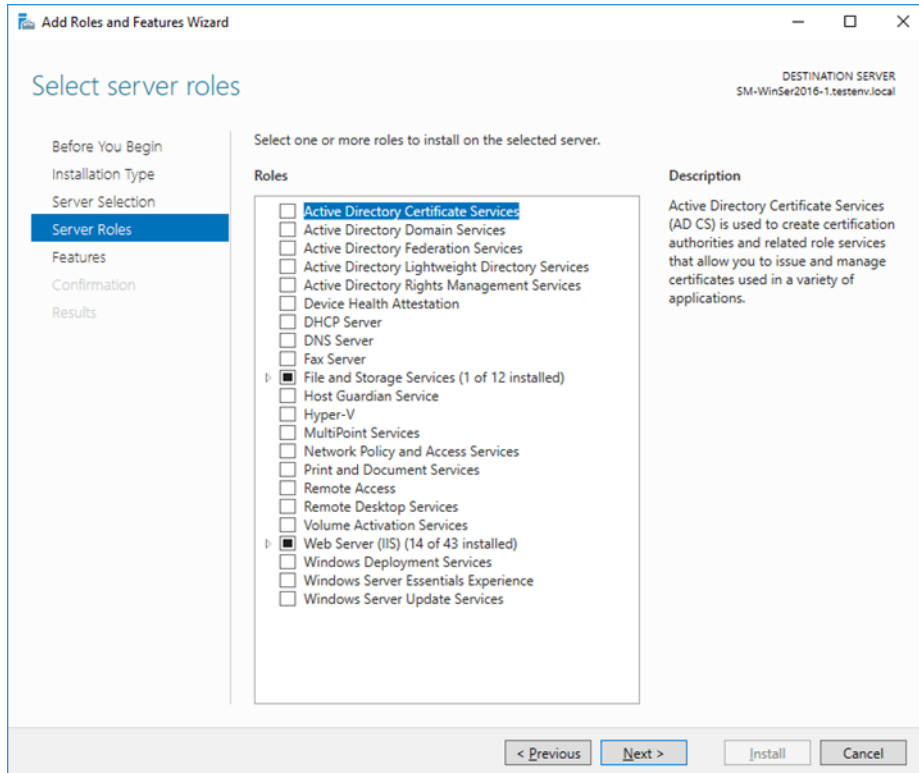 Add Roles and Features Wizard
Select server roles
DESTINATION SERVER
SM-WinSer2016-1.testenv.local
Before You Begin
Installation Type
Server Selection
Server Roles
Features
Confirmation
Results
Select one or more roles to install on the selected server.
Roles
Active Directory Certificate Services
Active Directory Domain Services
Active Directory Federation Services
Active Directory Lightweight Directory Services
Active Directory Rights Management Services
Device Health Attestation
DHCP Server
DNS Server
Fax Server
File and Storage Services (1 of 12 installed)
Host Guardian Service
Hyper-V
MultiPoint Services
Network Policy and Access Services
Print and Document Services
Remote Access
Remote Desktop Services
Volume Activation Services
Web Server (IIS) (14 of 43 installed)
Windows Deployment Services
Windows Server Essentials Experience
Windows Server Update Services
Description
Active Directory Certificate Services
(AD CS) is used to create certification
authorities and related role services
that allow you to issue and manage
certificates used in a variety of
applications.
< Previous
Next >
Install
Cancel